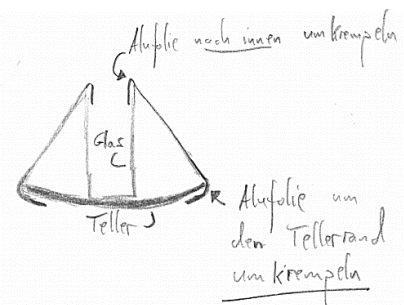 Alufolie nach innen umkrempeln
Glas
Teller
Alufolie um
den Tellerrand
umkrempeln